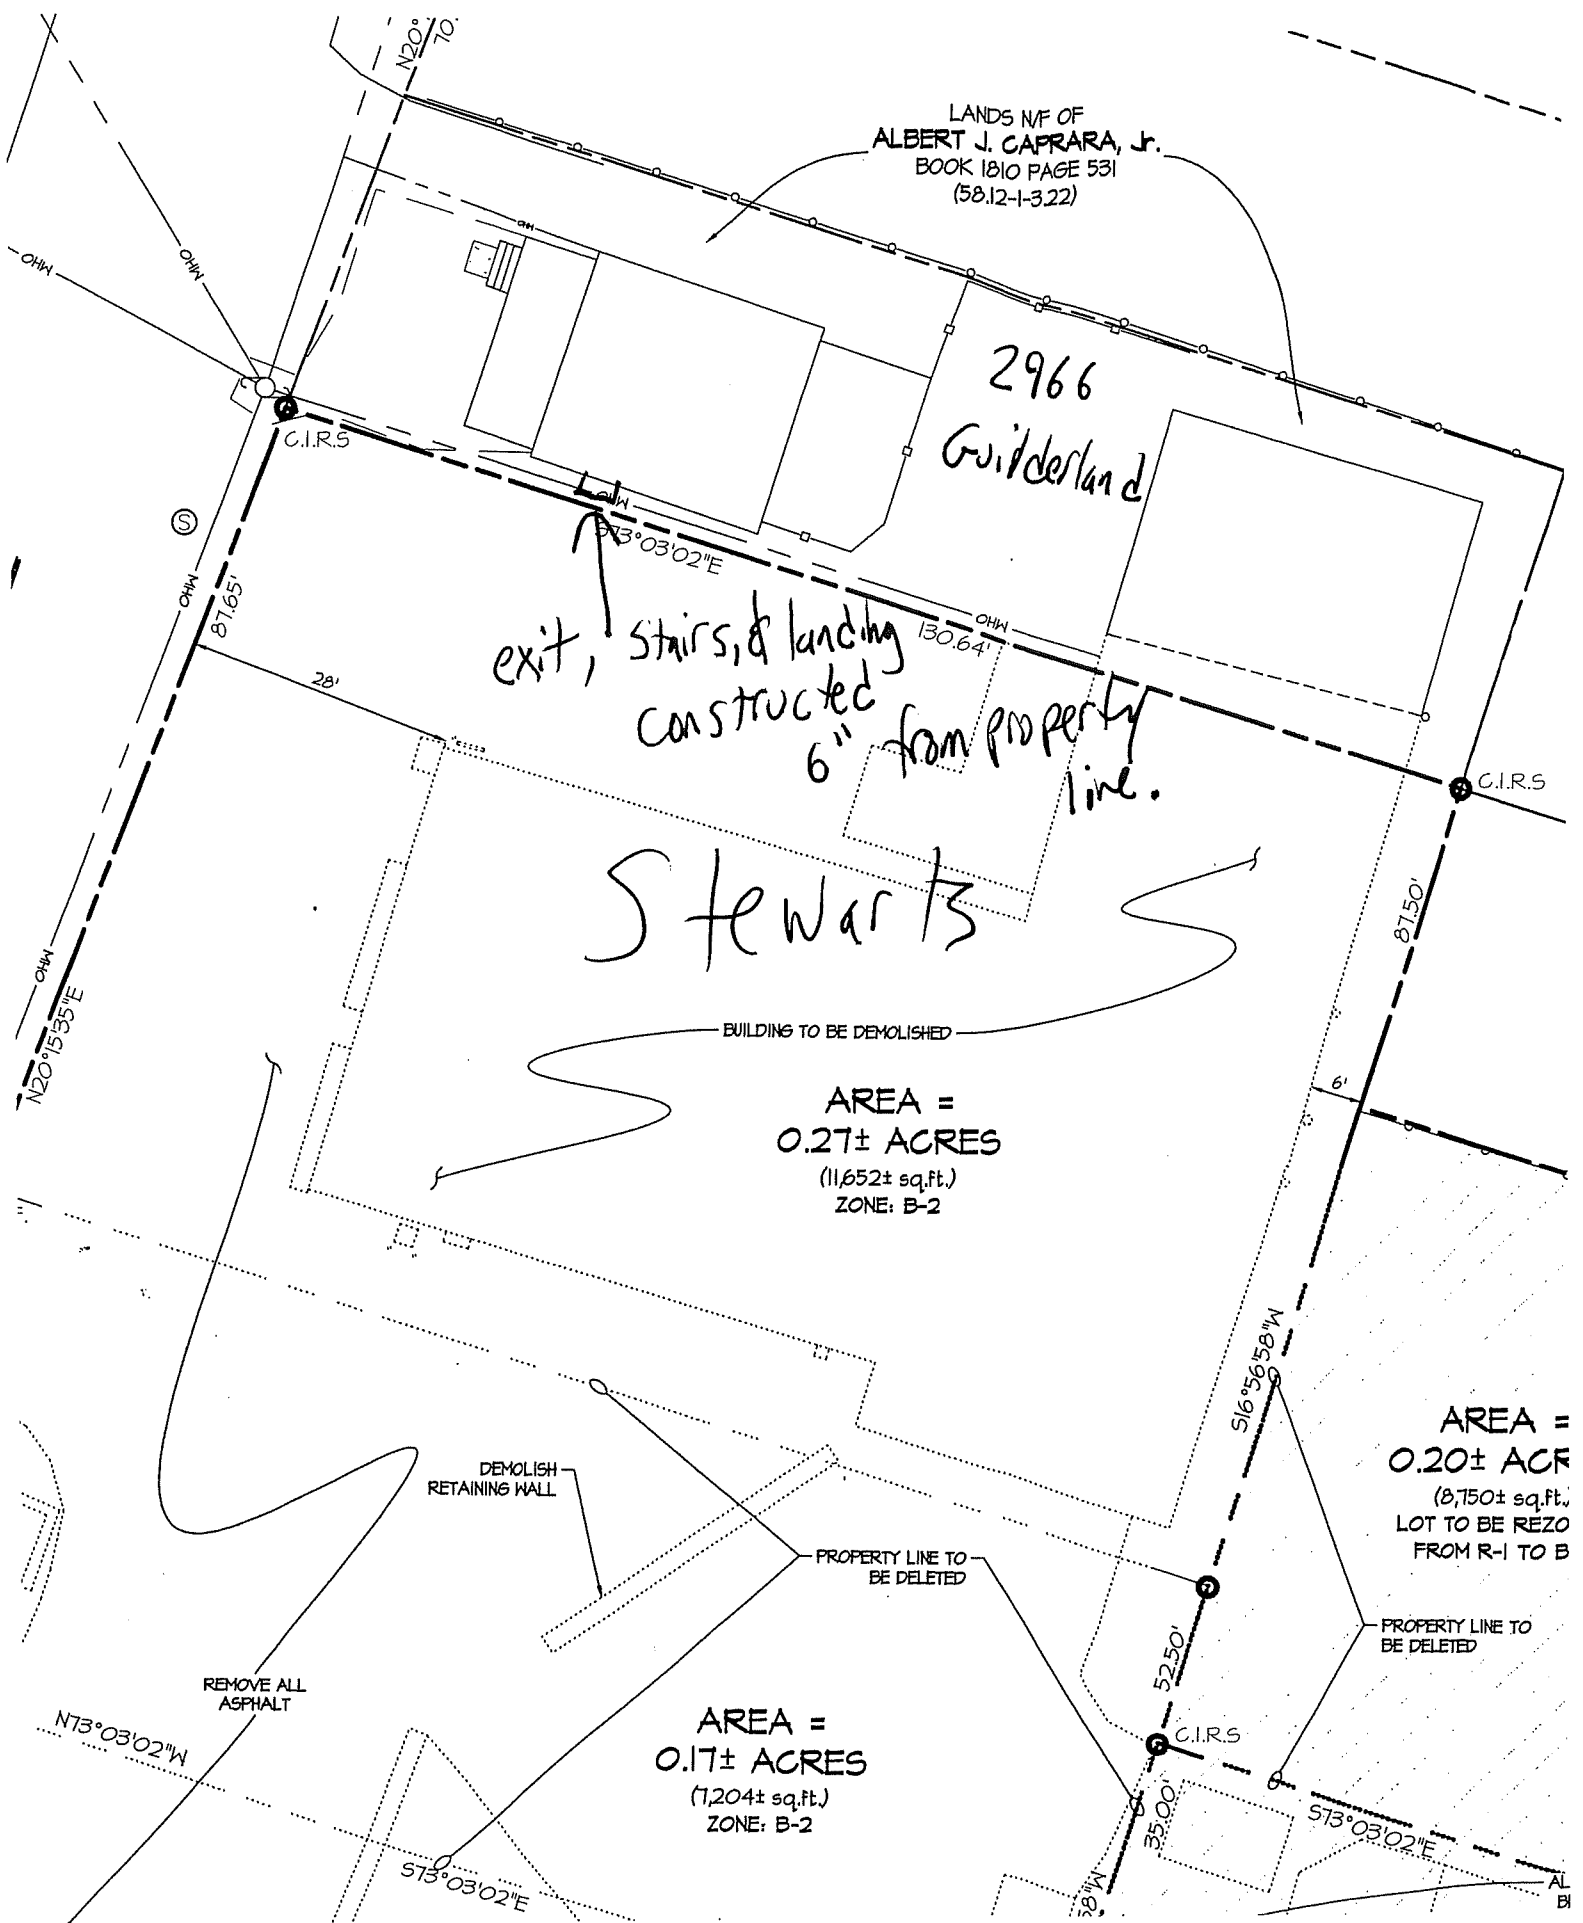 N20°
70.
LANDS N/F OF
ALBERT J. CAPRARA, Jr.
BOOK 1810 PAGE 531
(58.12-1-3.22)
OHW
OHW
2966
Guilderland
C.I.R.S
OHW
S73°03'02"E
S
OHW
87.65'
OHW
130.64'
exit, stairs, & landing
constructed
6" from property
line.
28'
C.I.R.S
Stewarts
87.50'
OHW
N20°15'35"E
BUILDING TO BE DEMOLISHED
6'
AREA =
0.27± ACRES
(11,652± sq.ft.)
ZONE: B-2
S16°56'58"W
AREA =
0.20± ACR
(8,750± sq.ft.
LOT TO BE REZO
FROM R-1 TO B
DEMOLISH
RETAINING WALL
PROPERTY LINE TO
BE DELETED
PROPERTY LINE TO
BE DELETED
52.50'
REMOVE ALL
ASPHALT
N73°03'02"W
C.I.R.S
AREA =
0.17± ACRES
(7,204± sq.ft.)
ZONE: B-2
35.00'
S73°03'02"E
S73°03'02"E
58"W
AL
B